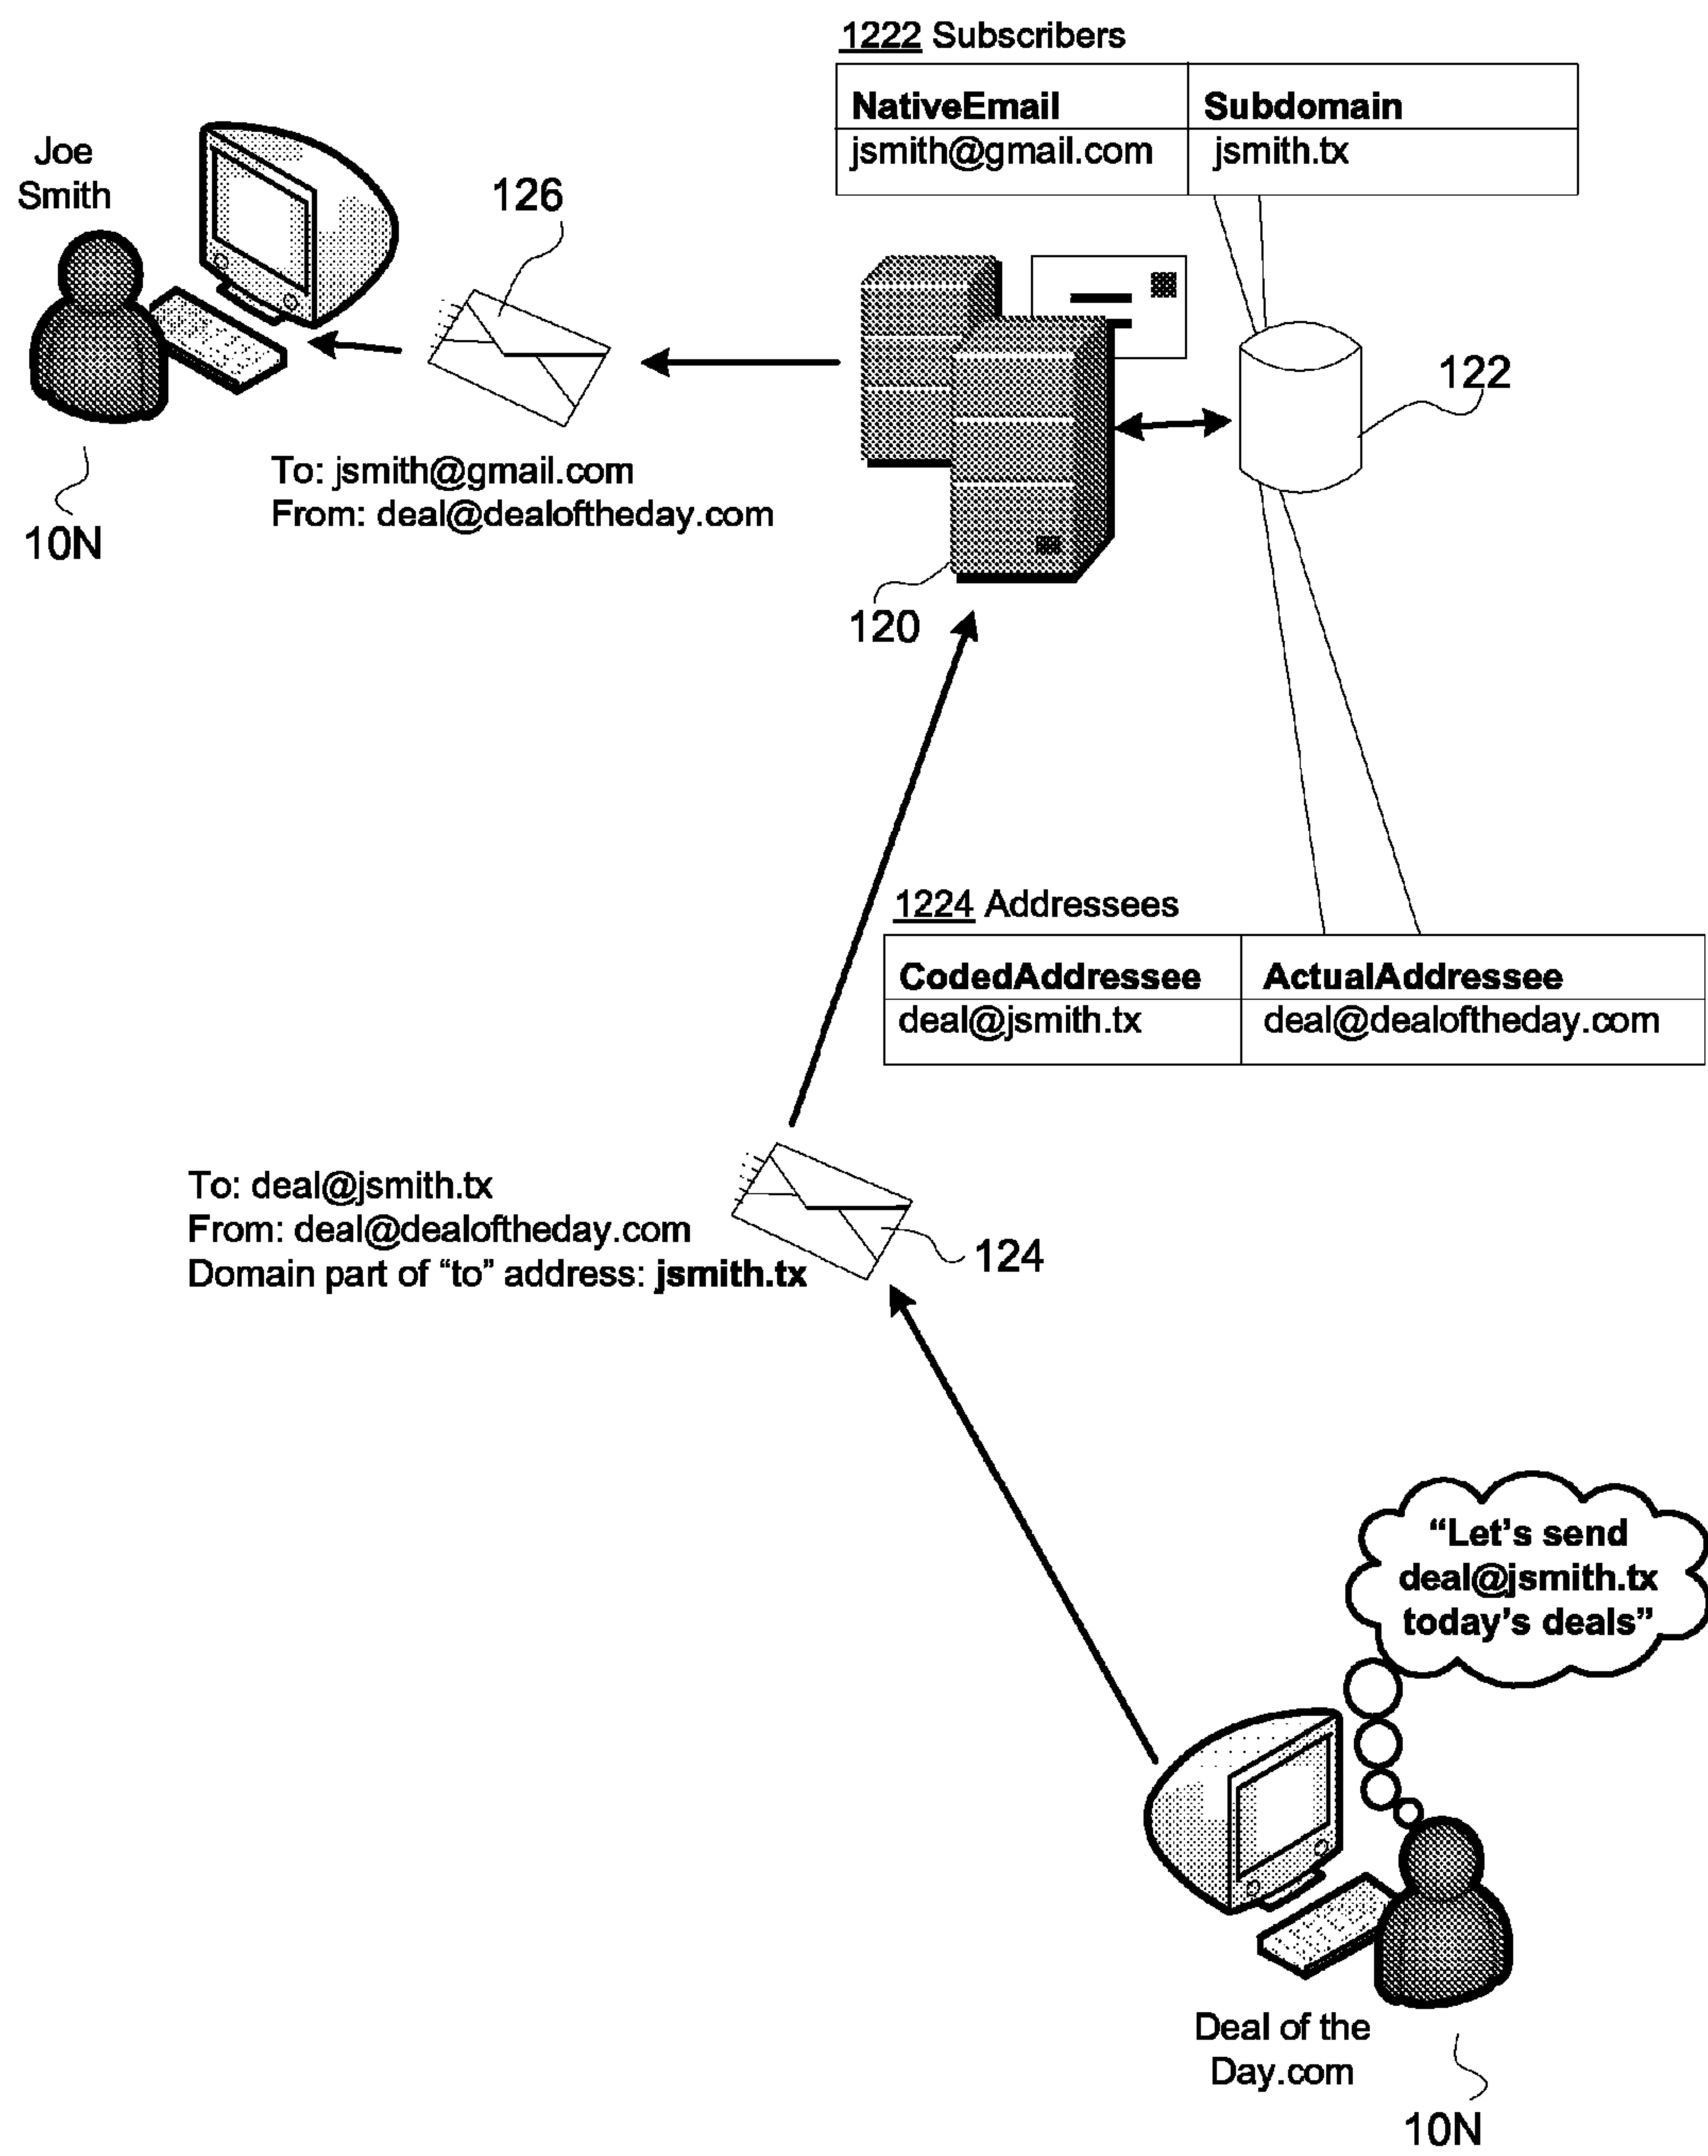 1222 Subscribers
NativeEmail Subdomain
jsmith@gmail.com jsmith.tx
Joe
Smith
126
122
To: jsmith@gmail.com
From: deal@dealoftheday.com
10N
120
1224 Addressees
CodedAddressee ActualAddressee
deal@jsmith.tx deal@dealoftheday.com
To: deal@jsmith.tx
From: deal@dealoftheday.com
Domain part of “to” address: jsmith.tx
124
“Let’s send
deal@jsmith.tx
today’s deals”
Deal of the
Day.com
10N